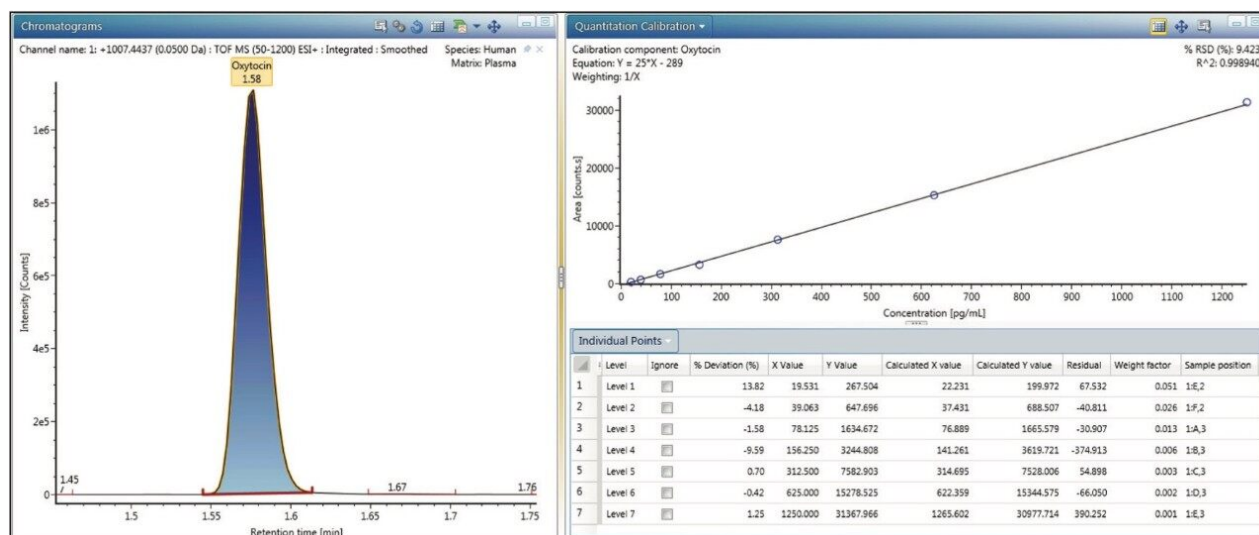 Chromatograms
Channel name: 1: +1007.4437 (0.0500 Da) : TOF MS (50-1200) ESI+ : Integrated : Smoothed
Species: Human
Matrix: Plasma
Oxytocin
1.58
Intensity [Counts]
1e6
8e5
6e5
4e5
2e5
0
1.45
1.67
1.76
1.5 1.55 1.6 1.65 1.7 1.75
Retention time [min]
Quantitation Calibration
Calibration component: Oxytocin
Equation: Y = 25*X - 289
Weighting: 1/X
% RSD (%): 9.423
R^2: 0.998940
Area [counts.s]
30000
20000
10000
0
0 100 200 300 400 500 600 700 800 900 1000 1100 1200
Concentration [pg/mL]
Individual Points
Level Ignore % Deviation (%) X Value Y Value Calculated X value Calculated Y value Residual Weight factor Sample position
1 Level 1 13.82 19.531 267.504 22.231 199.972 67.532 0.051 1:E,2
2 Level 2 -4.18 39.063 647.696 37.431 688.507 -40.811 0.026 1:F,2
3 Level 3 -1.58 78.125 1634.672 76.889 1665.579 -30.907 0.013 1:A,3
4 Level 4 -9.59 156.250 3244.808 141.261 3619.721 -374.913 0.006 1:B,3
5 Level 5 0.70 312.500 7582.903 314.695 7528.006 54.898 0.003 1:C,3
6 Level 6 -0.42 625.000 15278.525 622.359 15344.575 -66.050 0.002 1:D,3
7 Level 7 1.25 1250.000 31367.966 1265.602 30977.714 390.252 0.001 1:E,3